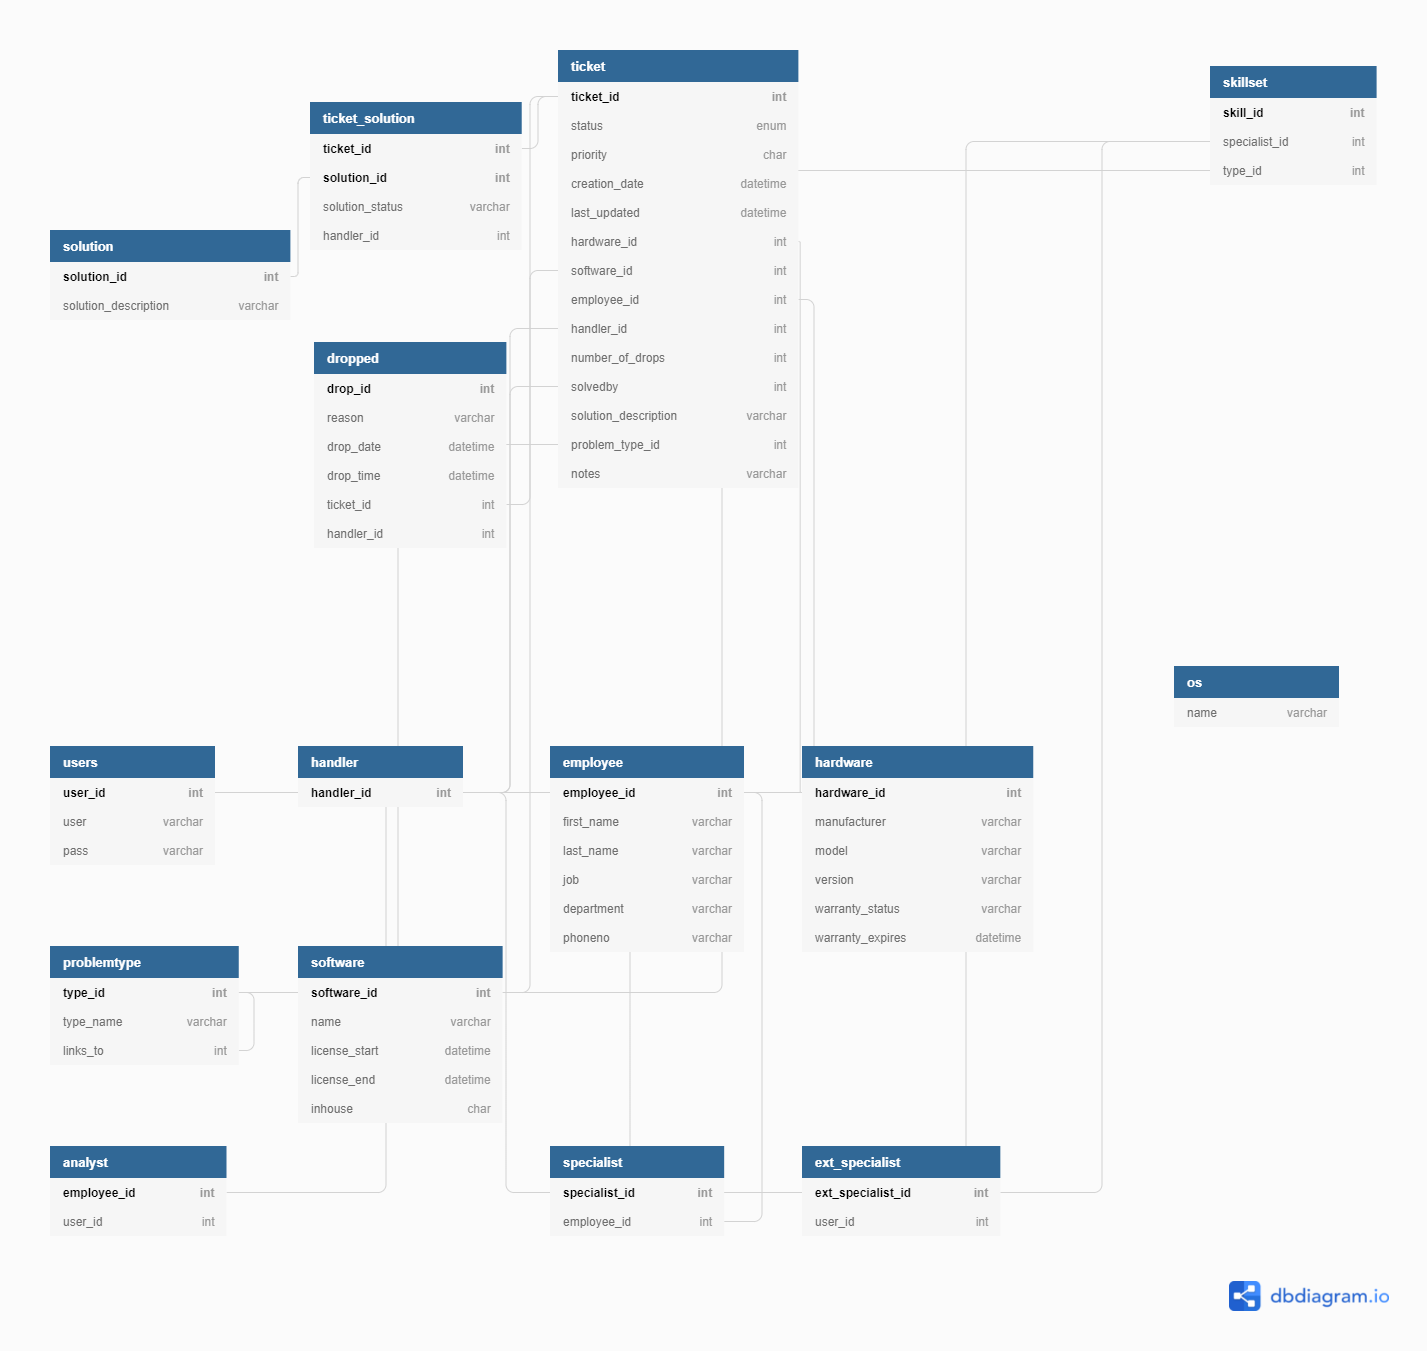 ticket
ticket_id int
status enum
priority char
creation_date datetime
last_updated datetime
hardware_id int
software_id int
employee_id int
handler_id int
number_of_drops int
solvedby int
solution_description varchar
problem_type_id int
notes varchar
skillset
skill_id int
specialist_id int
type_id int
ticket_solution
ticket_id int
solution_id int
solution_status varchar
handler_id int
solution
solution_id int
solution_description varchar
dropped
drop_id int
reason varchar
drop_date datetime
drop_time datetime
ticket_id int
handler_id int
os
name varchar
users
user_id int
user varchar
pass varchar
handler
handler_id int
employee
employee_id int
first_name varchar
last_name varchar
job varchar
department varchar
phoneno varchar
hardware
hardware_id int
manufacturer varchar
model varchar
version varchar
warranty_status varchar
warranty_expires datetime
problemtype
type_id int
type_name varchar
links_to int
software
software_id int
name varchar
license_start datetime
license_end datetime
inhouse char
analyst
employee_id int
user_id int
specialist
specialist_id int
employee_id int
ext_specialist
ext_specialist_id int
user_id int
dbdiagram.io